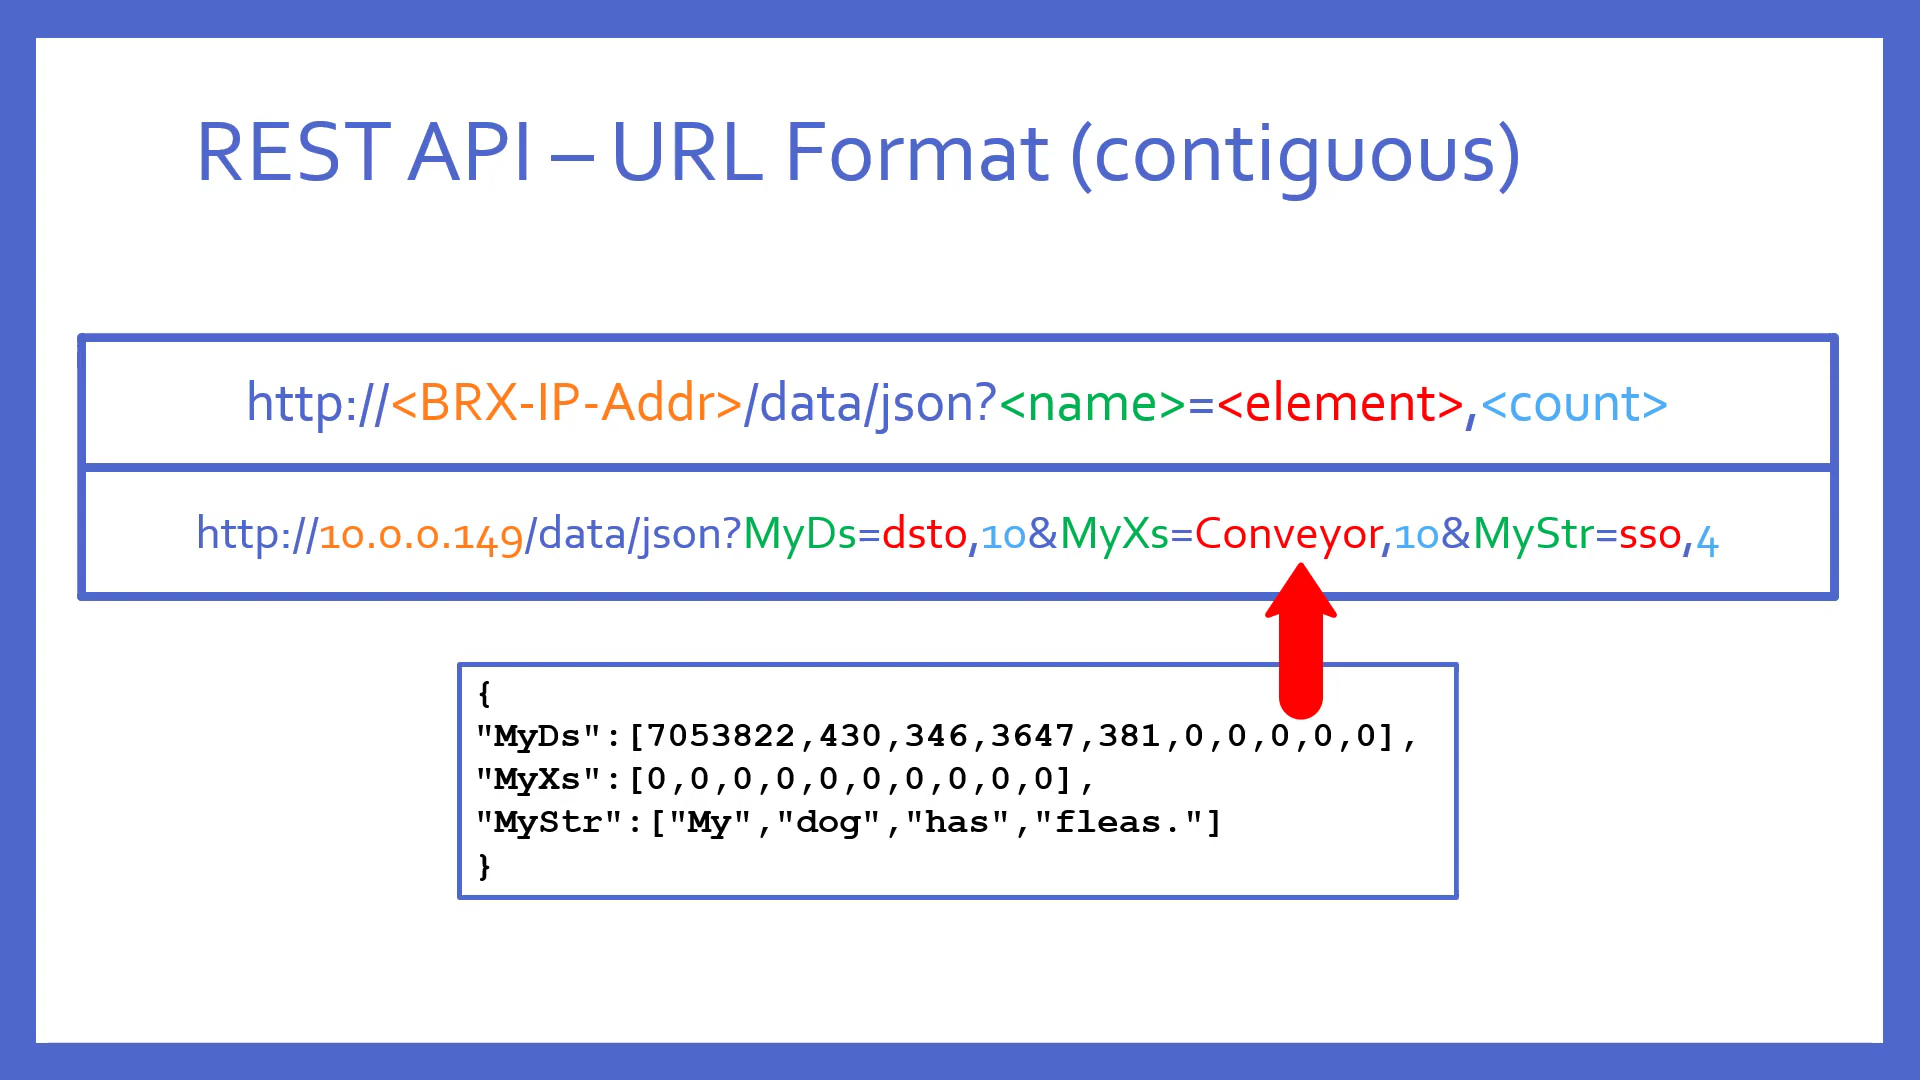 REST API – URL Format (contiguous)
http://<BRX-IP-Addr>/data/json?<name>=<element>,<count>
http://10.0.0.149/data/json?MyDs=dst0,10&MyXs=Conveyor,10&MyStr=ss0,4
{
"MyDs":[7053822,430,346,3647,381,0,0,0,0,0],
"MyXs":[0,0,0,0,0,0,0,0,0,0],
"MyStr":["My","dog","has","fleas."]
}